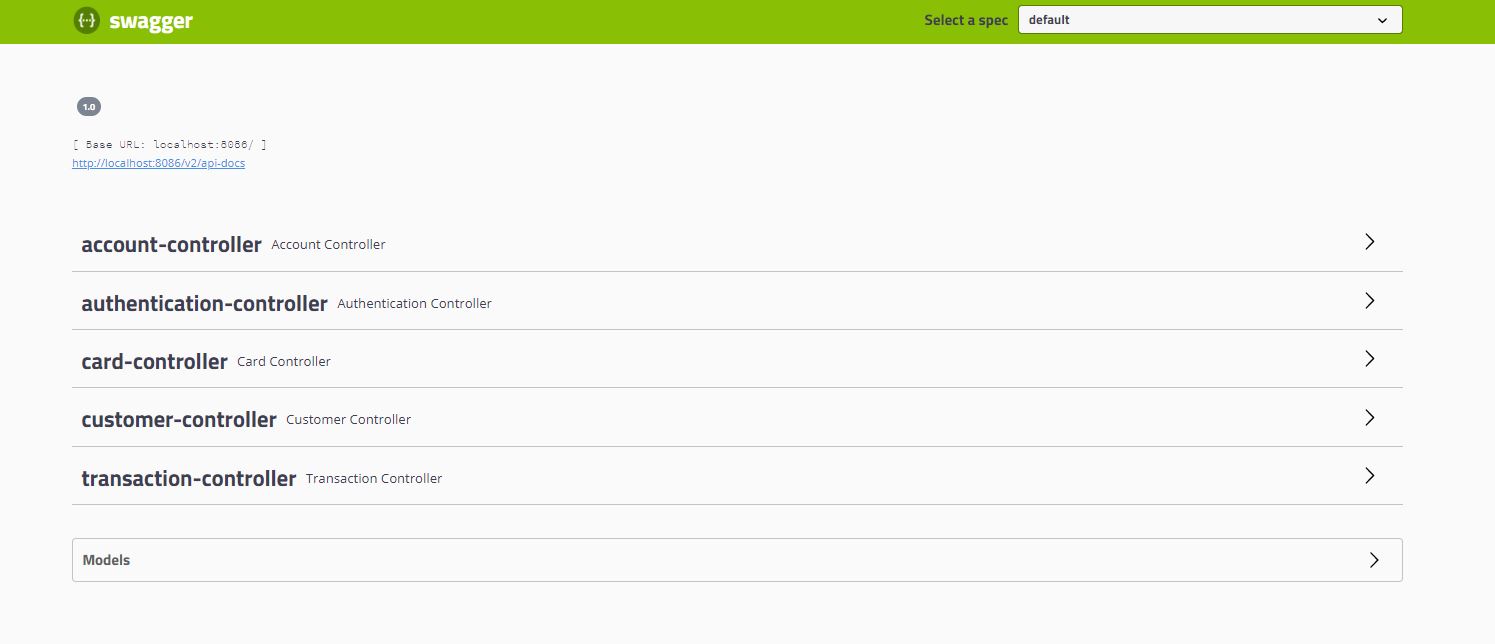 {··} swagger
Select a spec default
1.0
[ Base URL: localhost:8086/ ]
http://localhost:8086/v2/api-docs
account-controller Account Controller
authentication-controller Authentication Controller
card-controller Card Controller
customer-controller Customer Controller
transaction-controller Transaction Controller
Models